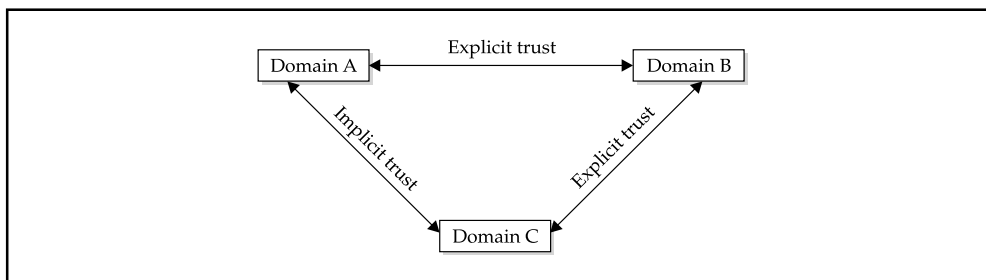 Explicit trust
Domain A
Domain B
Implicit trust
Explicit trust
Domain C